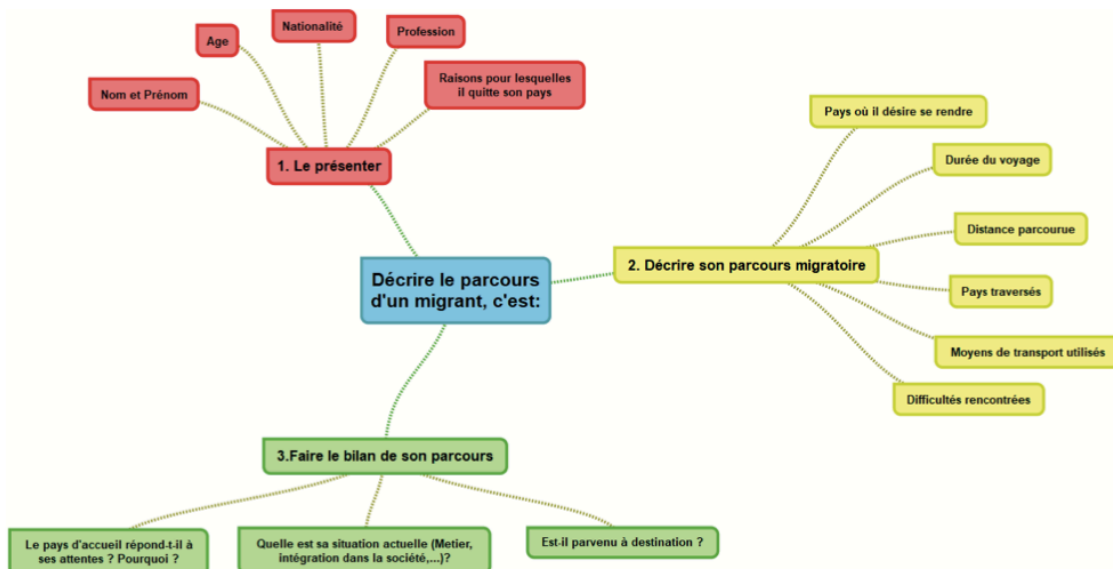 Nationalité
Profession
Age
Raisons pour lesquelles
il quitte son pays
Nom et Prénom
1. Le présenter
Décrire le parcours
d'un migrant, c'est:
2. Décrire son parcours migratoire
Pays où il désire se rendre
Durée du voyage
Distance parcourue
Pays traversés
Moyens de transport utilisés
Difficultés rencontrées
3.Faire le bilan de son parcours
Le pays d'accueil répond-t-il à
ses attentes ? Pourquoi ?
Quelle est sa situation actuelle (Metier,
intégration dans la société,...)?
Est-il parvenu à destination ?